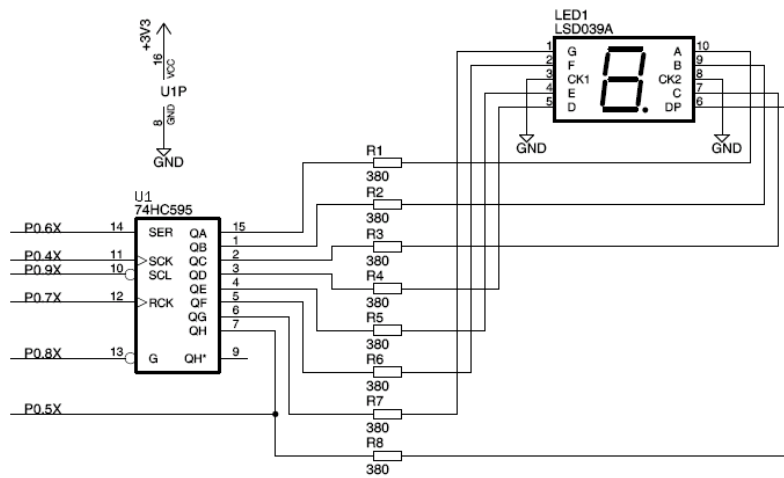 LED1
LSD039A
1 G A 10
2 F B 9
3 CK1 CK2 8
4 E C 7
5 D DP 6
GND
GND
+3V3
16
VCC
U1P
GND
8
GND
R1
380
R2
380
R3
380
R4
380
R5
380
R6
380
R7
380
R8
380
U1
74HC595
P0.6X 14 SER QA 15
QB 1
P0.4X 11 SCK QC 2
P0.9X 10 SCL QD 3
QE 4
P0.7X 12 RCK QF 5
QG 6
QH 7
P0.8X 13 G QH* 9
P0.5X